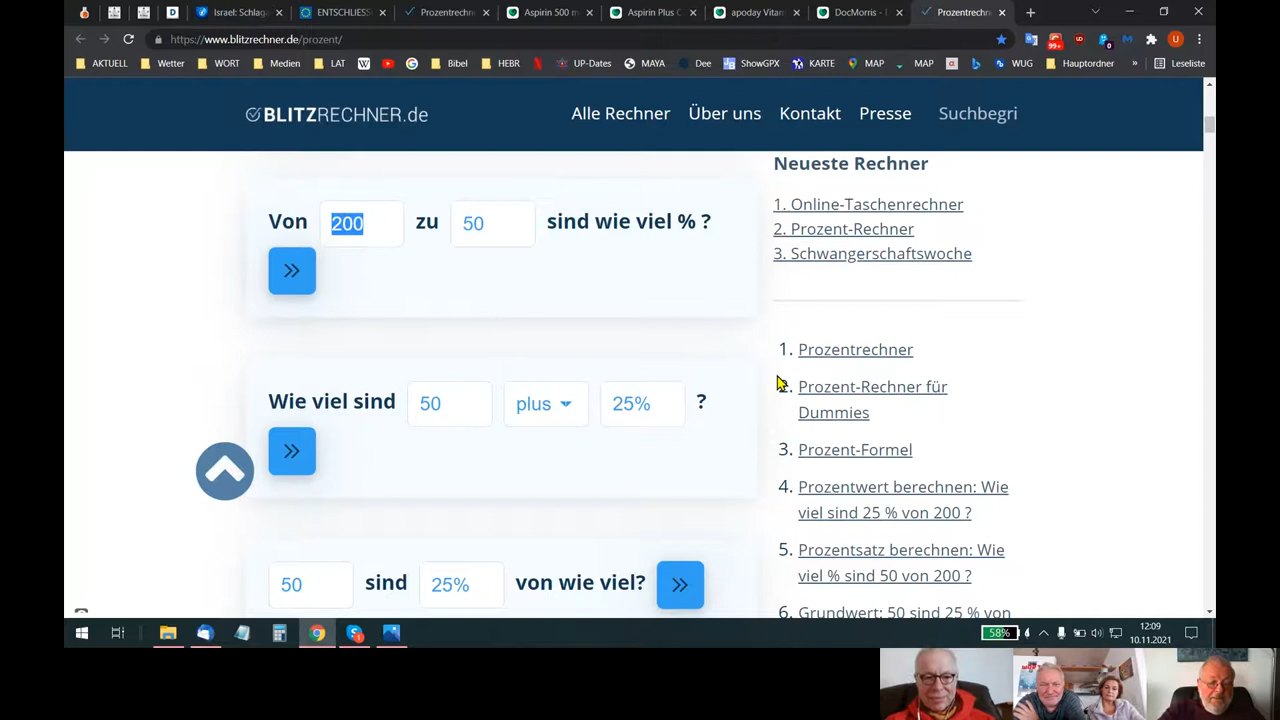 Israel: Schlag
ENTSCHLIESS
Prozentrechn
Aspirin 500 m
Aspirin Plus C
apoday Vitam
DocMorris - D
Prozentrechn
https://www.blitzrechner.de/prozent/
99+
0
U
AKTUELL
Wetter
WORT
Medien
LAT
W
G
Bibel
HEBR
UP-Dates
MAYA
Dee
ShowGPX
KARTE
MAP
MAP
WUG
Hauptordner
»
Leseliste
BLITZRECHNER.de
Alle Rechner
Über uns
Kontakt
Presse
Suchbegri
Neueste Rechner
1. Online-Taschenrechner
2. Prozent-Rechner
3. Schwangerschaftswoche
Von 200 zu 50 sind wie viel % ?
Wie viel sind 50 plus 25% ?
50 sind 25% von wie viel?
1. Prozentrechner
2. Prozent-Rechner für
Dummies
3. Prozent-Formel
4. Prozentwert berechnen: Wie
viel sind 25 % von 200 ?
5. Prozentsatz berechnen: Wie
viel % sind 50 von 200 ?
6. Grundwert: 50 sind 25 % von
58%
12:09
10.11.2021